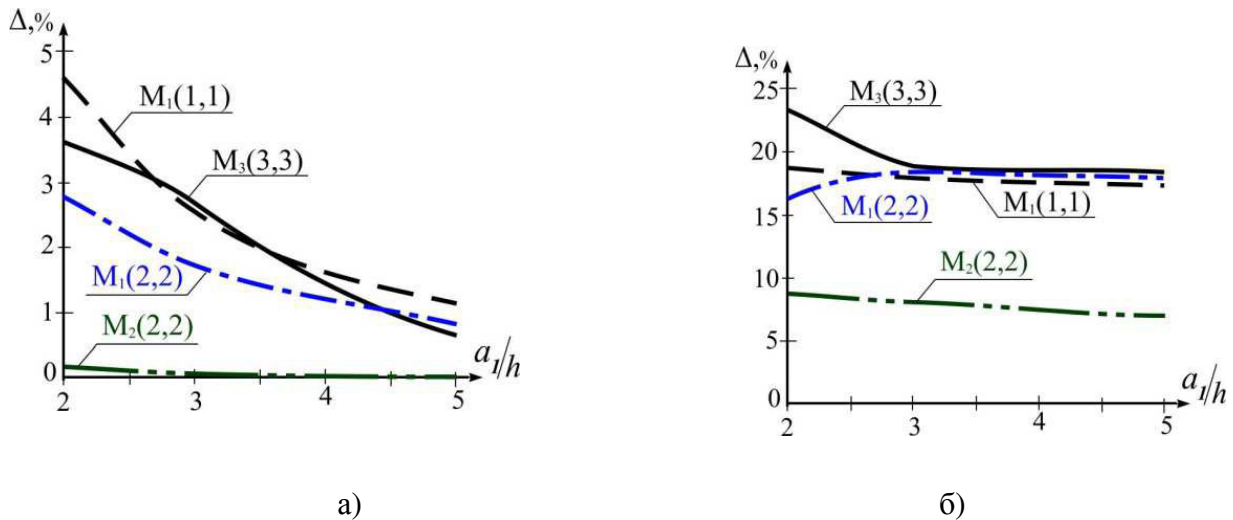 Δ,%
5
4
3
2
1
0
M₁(1,1)
M₃(3,3)
M₁(2,2)
M₂(2,2)
a₁/h
2 3 4 5
а)
Δ,%
25
20
15
10
5
0
M₃(3,3)
M₁(2,2)
M₁(1,1)
M₂(2,2)
a₁/h
2 3 4 5
б)